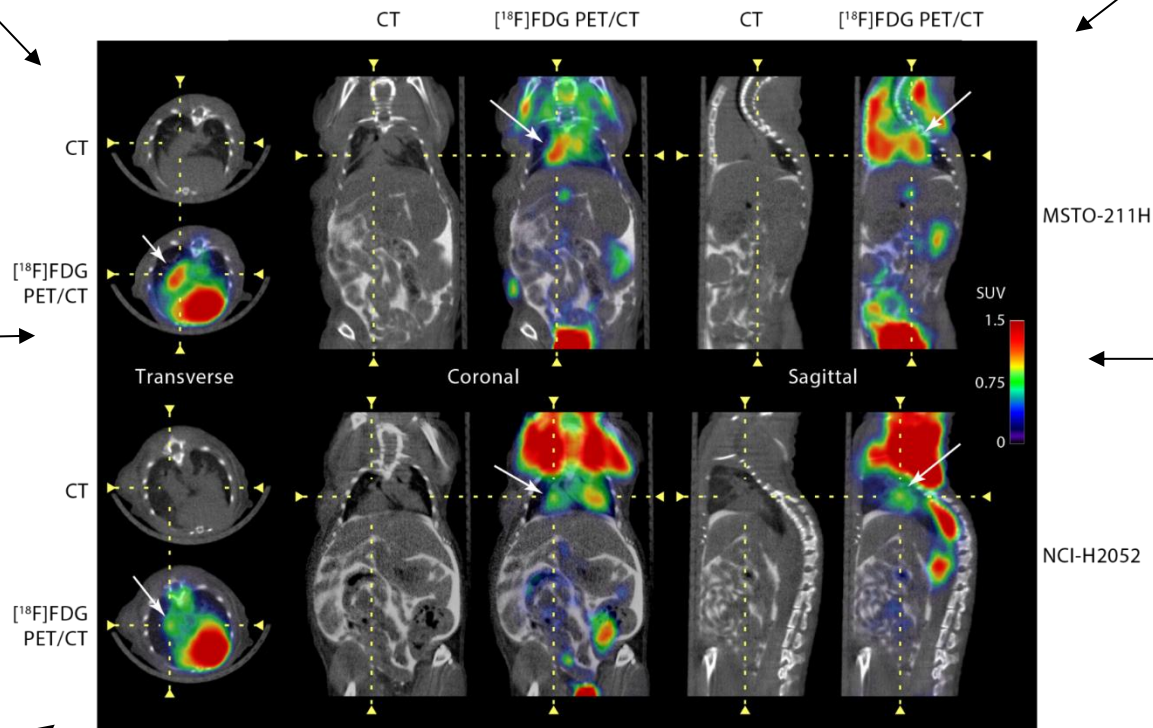 CT
[¹⁸F]FDG PET/CT
CT
[¹⁸F]FDG PET/CT
CT
MSTO-211H
[¹⁸F]FDG
PET/CT
SUV
1.5
0.75
0
Transverse
Coronal
Sagittal
CT
NCI-H2052
[¹⁸F]FDG
PET/CT